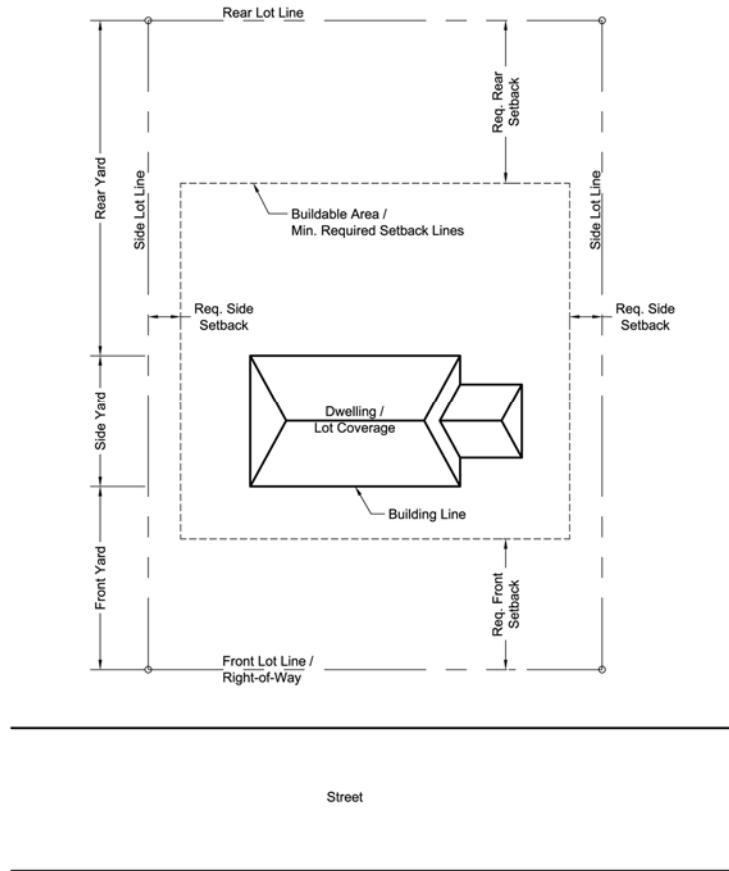 Rear Lot Line
Req. Rear
Setback
Rear Yard
Side Lot Line
Side Lot Line
Buildable Area /
Min. Required Setback Lines
Req. Side
Setback
Req. Side
Setback
Side Yard
Dwelling /
Lot Coverage
Building Line
Front Yard
Req. Front
Setback
Front Lot Line /
Right-of-Way
Street